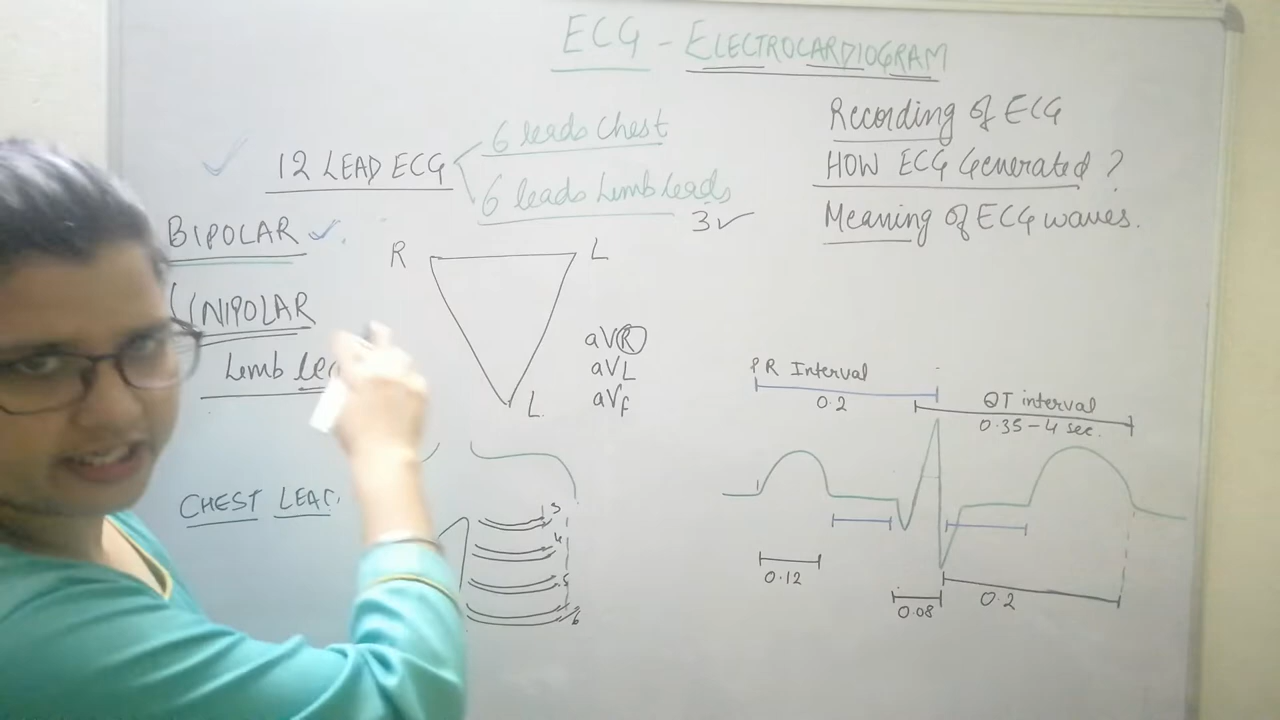 ECG - ELECTROCARDIOGRAM
12 LEAD ECG
6 leads Chest
6 leads Limb leads
3✓
Recording of ECG
HOW ECG Generated ?
Meaning of ECG waves.
BIPOLAR ✓
UNIPOLAR
Limb
R
L
L
aVR
aVL
aVF
CHEST
3
4
5
6
PR Interval
0.2
QT interval
0.35-4 sec.
0.12
0.08
0.2